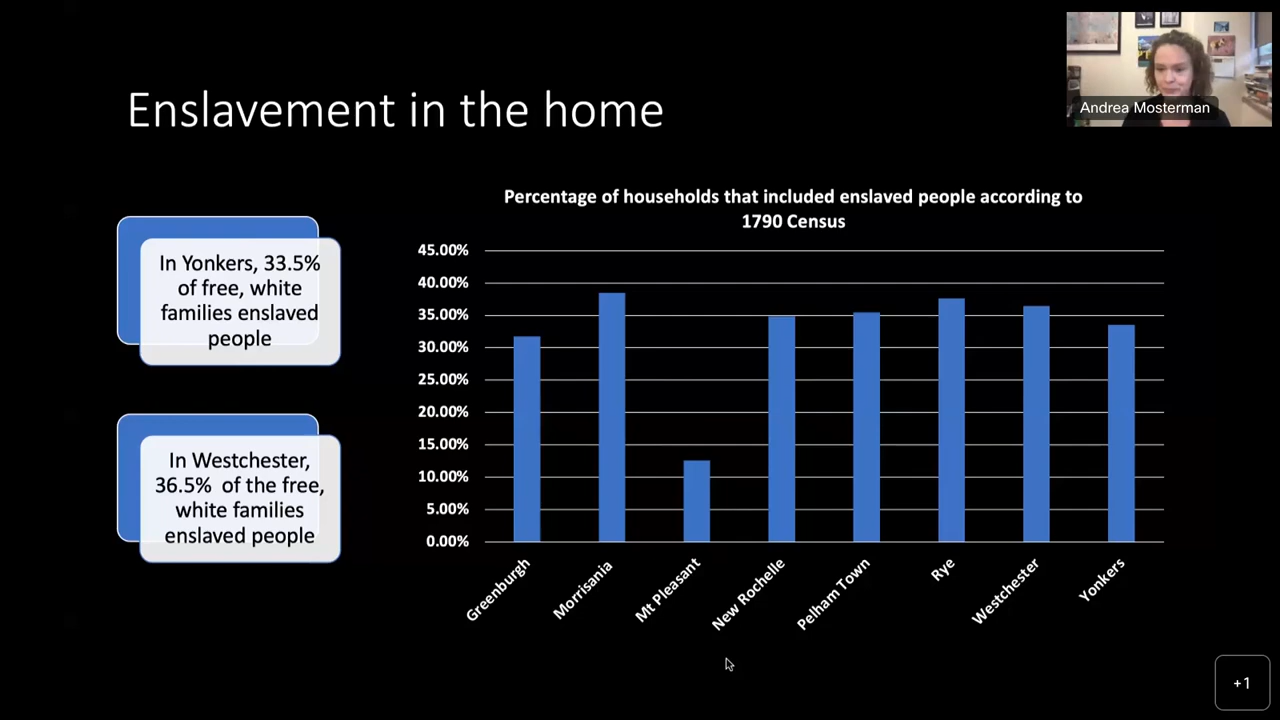 Andrea Mosterman
Enslavement in the home
In Yonkers, 33.5%
of free, white
families enslaved
people
In Westchester,
36.5% of the free,
white families
enslaved people
Percentage of households that included enslaved people according to
1790 Census
45.00%
40.00%
35.00%
30.00%
25.00%
20.00%
15.00%
10.00%
5.00%
0.00%
Greenburgh
Morrisania
Mt Pleasant
New Rochelle
Pelham Town
Rye
Westchester
Yonkers
+1